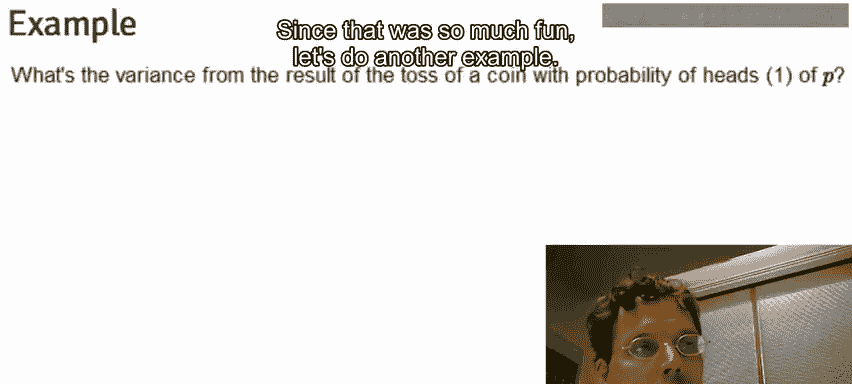 Example
Since that was so much fun,
let's do another example.
What's the variance from the result of the toss of a coin with probability of heads (1) of p?